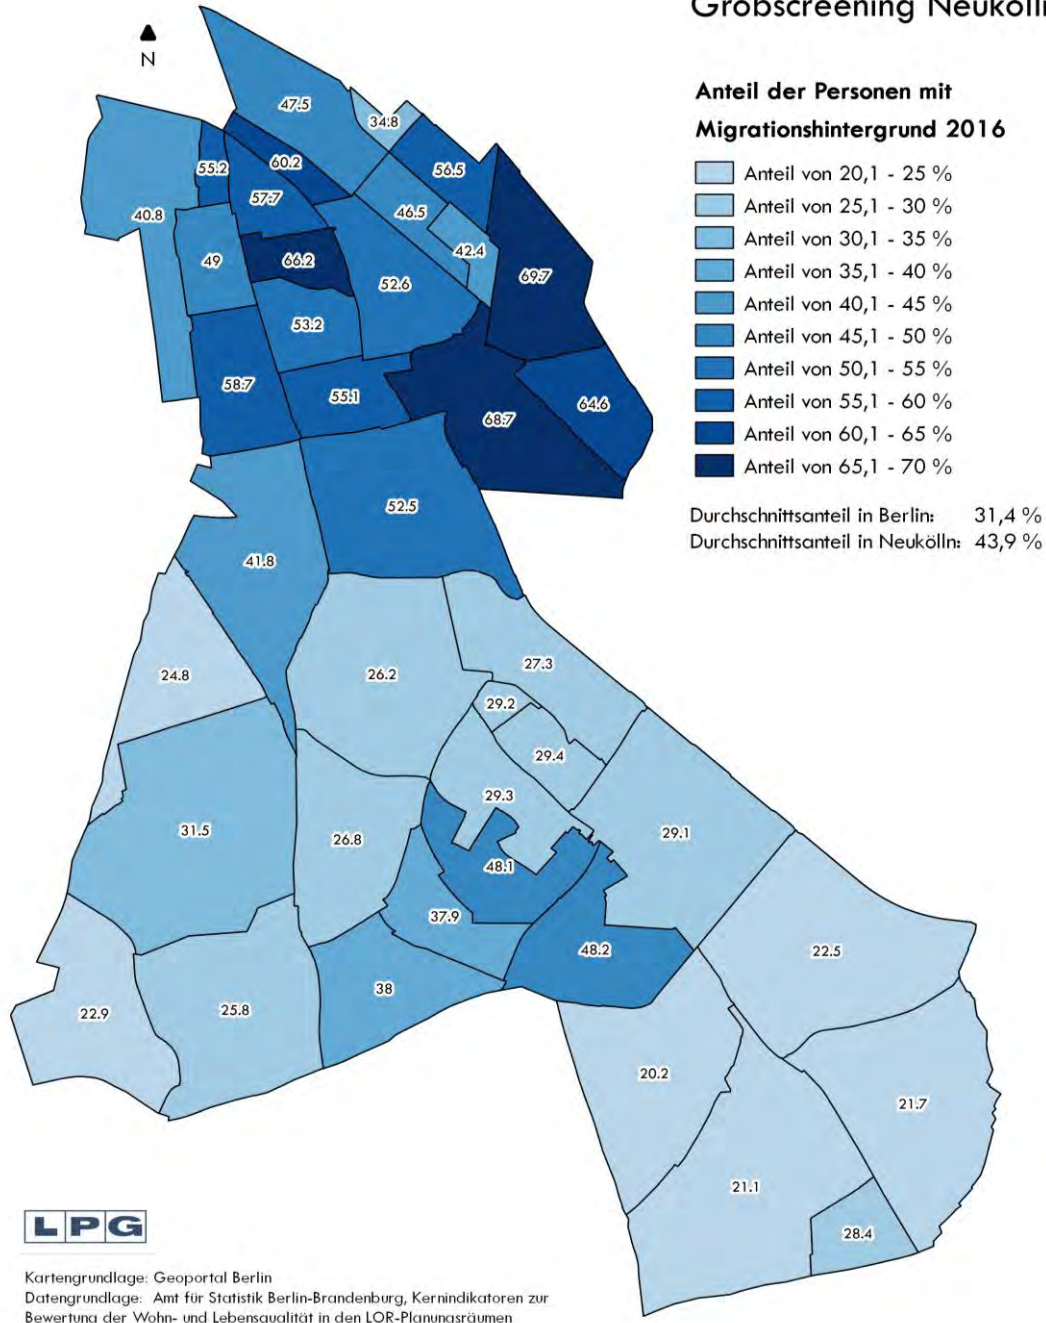 Grobscreening Neukölln
N
Anteil der Personen mit
Migrationshintergrund 2016
Anteil von 20,1 - 25 %
Anteil von 25,1 - 30 %
Anteil von 30,1 - 35 %
Anteil von 35,1 - 40 %
Anteil von 40,1 - 45 %
Anteil von 45,1 - 50 %
Anteil von 50,1 - 55 %
Anteil von 55,1 - 60 %
Anteil von 60,1 - 65 %
Anteil von 65,1 - 70 %
Durchschnittsanteil in Berlin: 31,4 %
Durchschnittsanteil in Neukölln: 43,9 %
47.5
34.8
60.2
55.2
56.5
57.7
40.8
46.5
42.4
49
66.2
69.7
52.6
53.2
58.7
55.1
64.6
68.7
52.5
41.8
24.8
26.2
27.3
29.2
29.4
29.3
31.5
26.8
29.1
48.1
37.9
48.2
22.5
38
22.9
25.8
20.2
21.7
21.1
28.4
LPG
Kartengrundlage: Geoportal Berlin
Datengrundlage: Amt für Statistik Berlin-Brandenburg, Kernindikatoren zur
Bewertung der Wohn- und Lebensqualität in den LOR-Planungsräumen